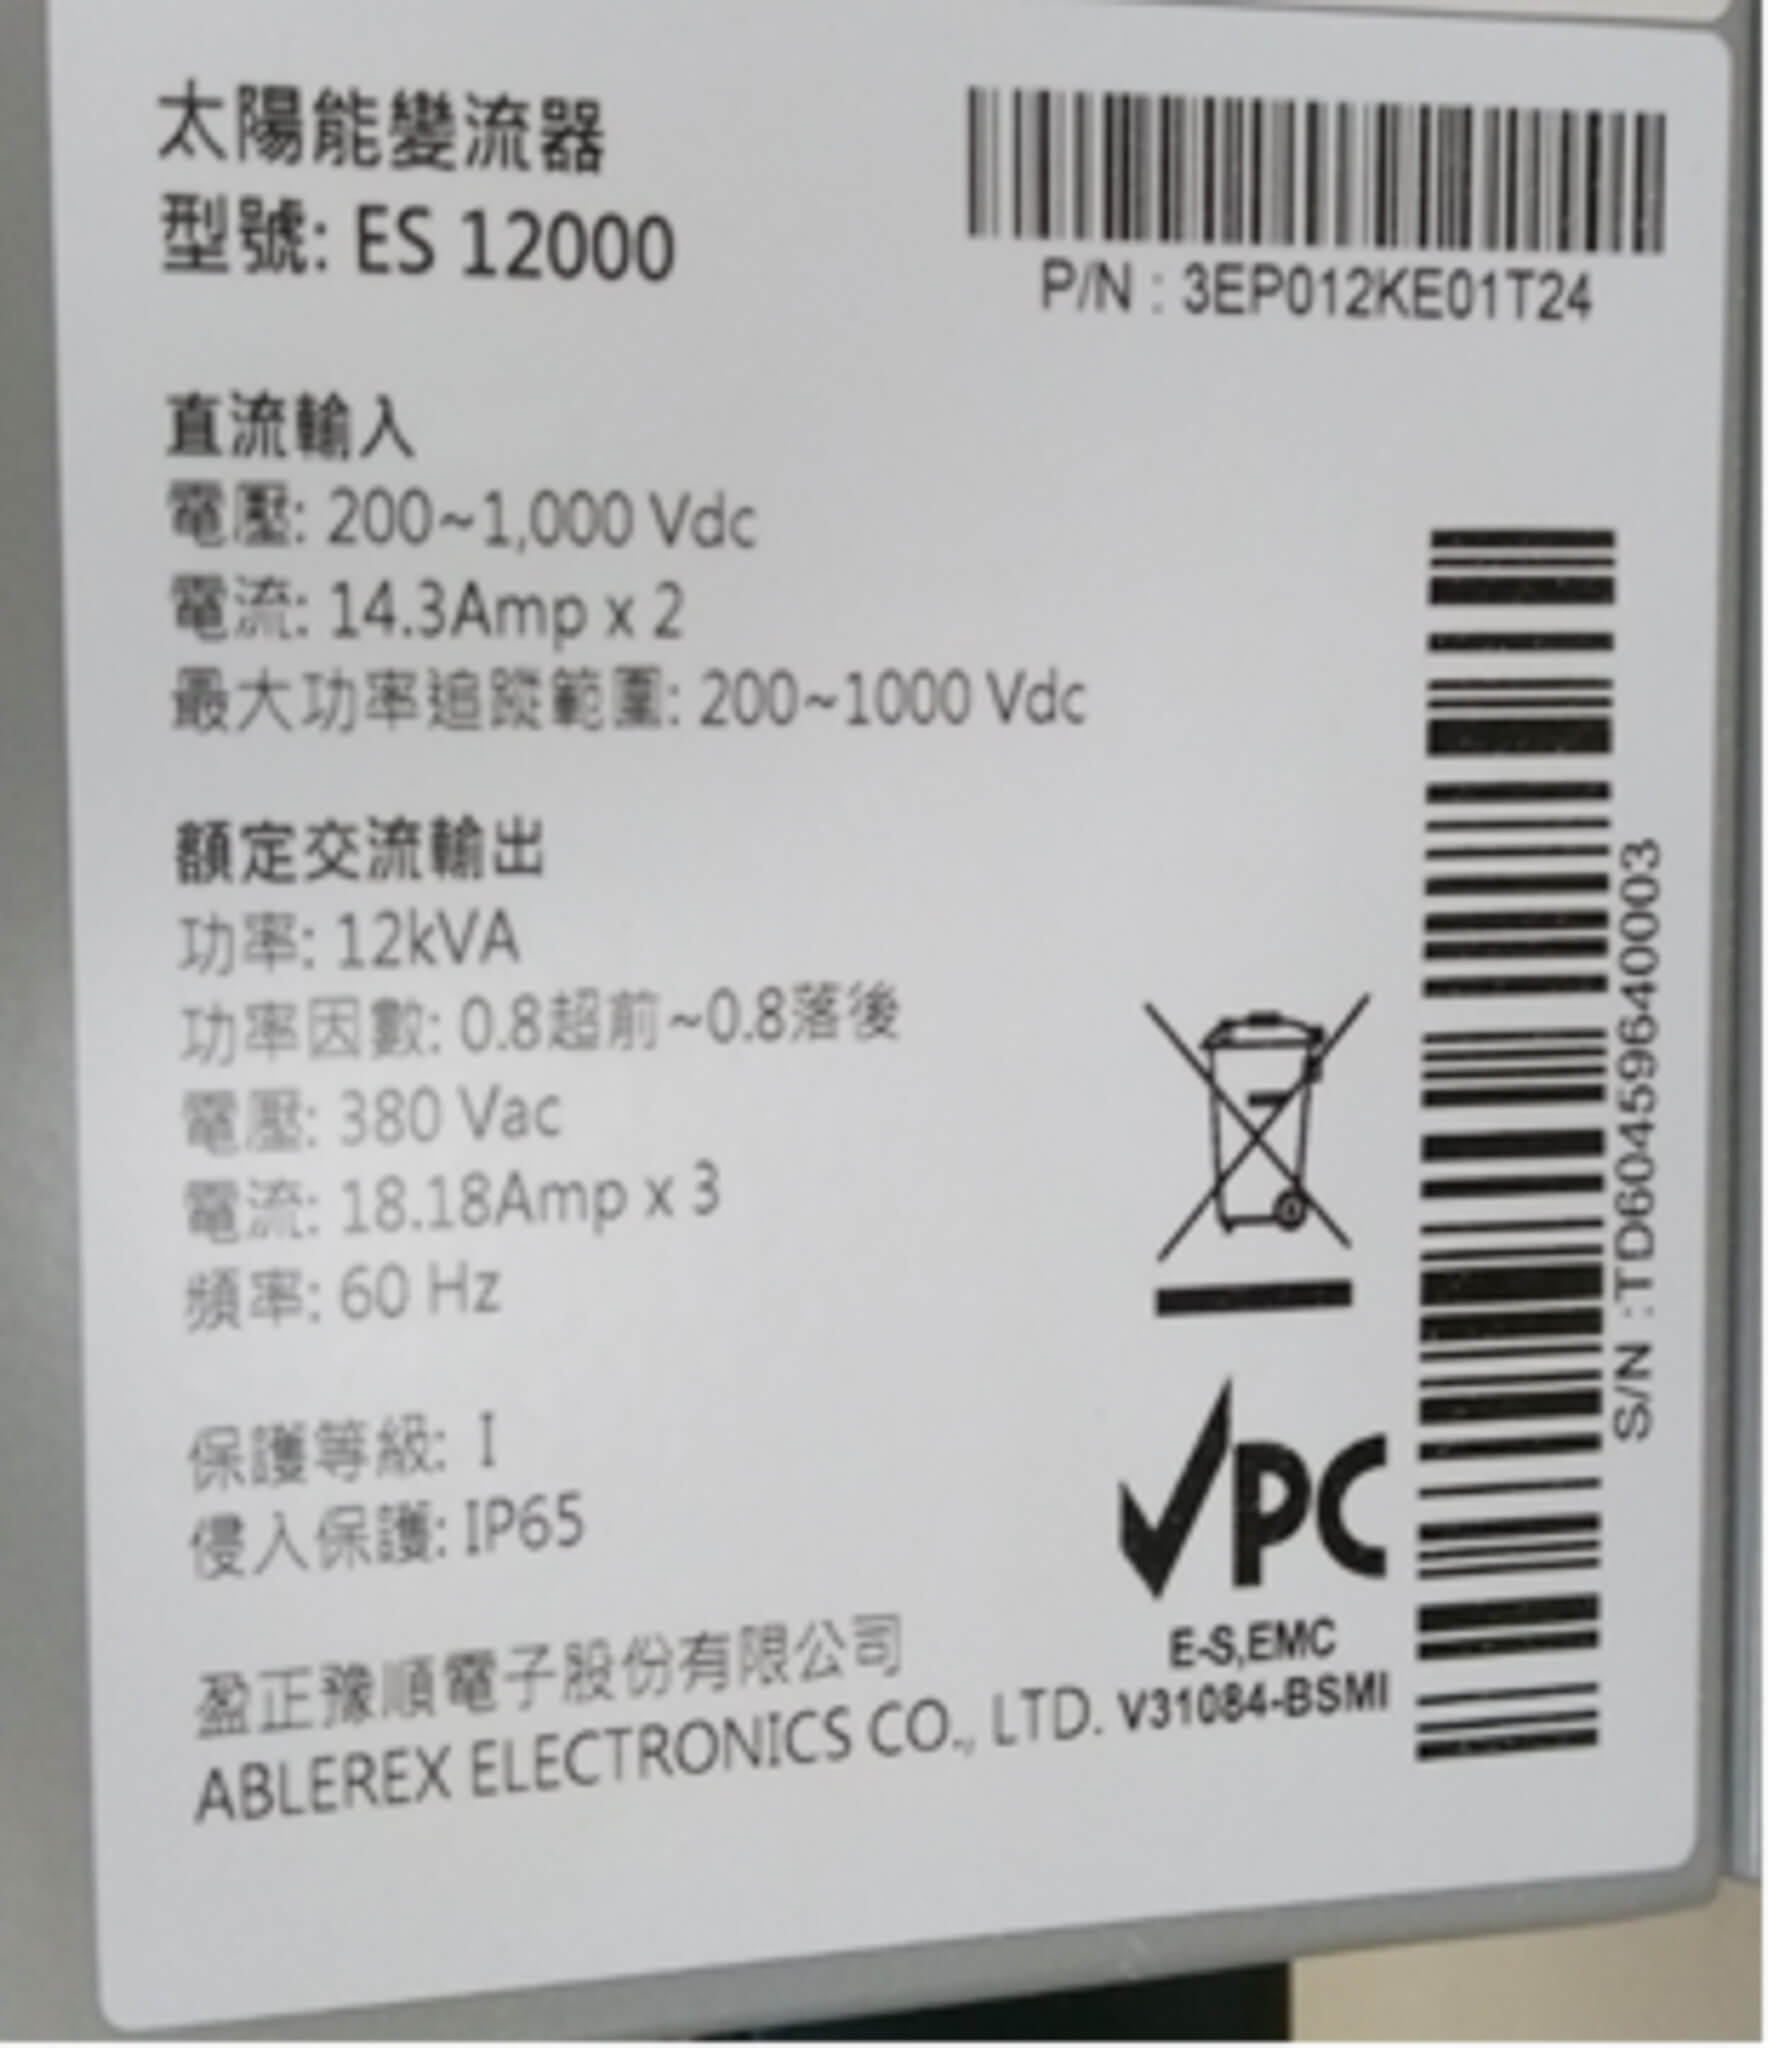 太陽能變流器
型號: ES 12000
P/N : 3EP012KE01T24
直流輸入
電壓: 200~1,000 Vdc
電流: 14.3Amp x 2
最大功率追蹤範圍: 200~1000 Vdc
額定交流輸出
功率: 12kVA
功率因數: 0.8超前~0.8落後
電壓: 380 Vac
電流: 18.18Amp x 3
頻率: 60 Hz
保護等級: I
侵入保護: IP65
盈正豫順電子股份有限公司
ABLEREX ELECTRONICS CO., LTD.
VPC
E-S,EMC
V31084-BSMI
S/N :TD60459640003